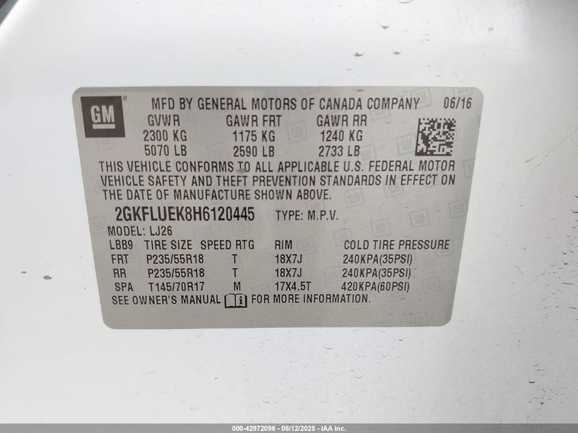 GM
MFD BY GENERAL MOTORS OF CANADA COMPANY 06/16
GVWR GAWR FRT GAWR RR
2300 KG 1175 KG 1240 KG
5070 LB 2590 LB 2733 LB
THIS VEHICLE CONFORMS TO ALL APPLICABLE U.S. FEDERAL MOTOR
VEHICLE SAFETY AND THEFT PREVENTION STANDARDS IN EFFECT ON
THE DATE OF MANUFACTURE SHOWN ABOVE.
2GKFLUEK8H6120445 TYPE: M.P.V.
MODEL: LJ26
LBB9 TIRE SIZE SPEED RTG RIM COLD TIRE PRESSURE
FRT P235/55R18 T 18X7J 240KPA(35PSI)
RR P235/55R18 T 18X7J 240KPA(35PSI)
SPA T145/70R17 M 17X4.5T 420KPA(60PSI)
SEE OWNER'S MANUAL FOR MORE INFORMATION.
000-42972098 - 08/12/2025 - IAA Inc.